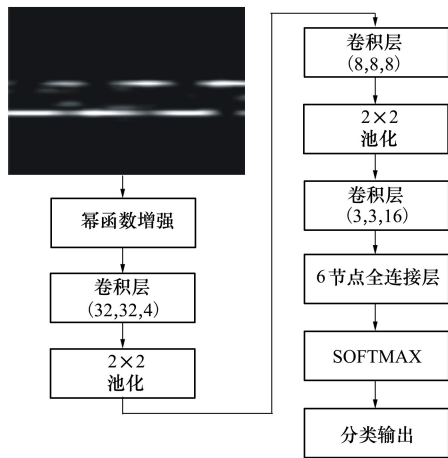 幂函数增强
卷积层
(32,32,4)
2×2
池化
卷积层
(8,8,8)
2×2
池化
卷积层
(3,3,16)
6节点全连接层
SOFTMAX
分类输出